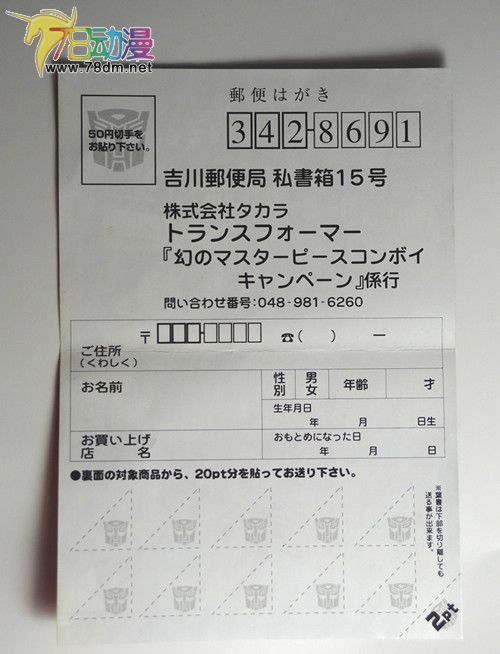 78动漫
www.78dm.net
郵便はがき
50円切手を
お貼り下さい。
342-8691
吉川郵便局 私書箱15号
株式会社タカラ
トランスフォーマー
『幻のマスターピースコンボイ
キャンペーン』係行
問い合わせ番号：048-981-6260
〒 - ☎( ) ー
ご住所
(くわしく)
お名前
性別 男女 年齢 才
生年月日
年 月 日生
お買い上げ
店 名
おもとめになった日
年 月 日
●裏面の対象商品から、20pt分を貼ってお送り下さい。
※葉書は下部を切り離しても
送る事が出来ます。
2pt